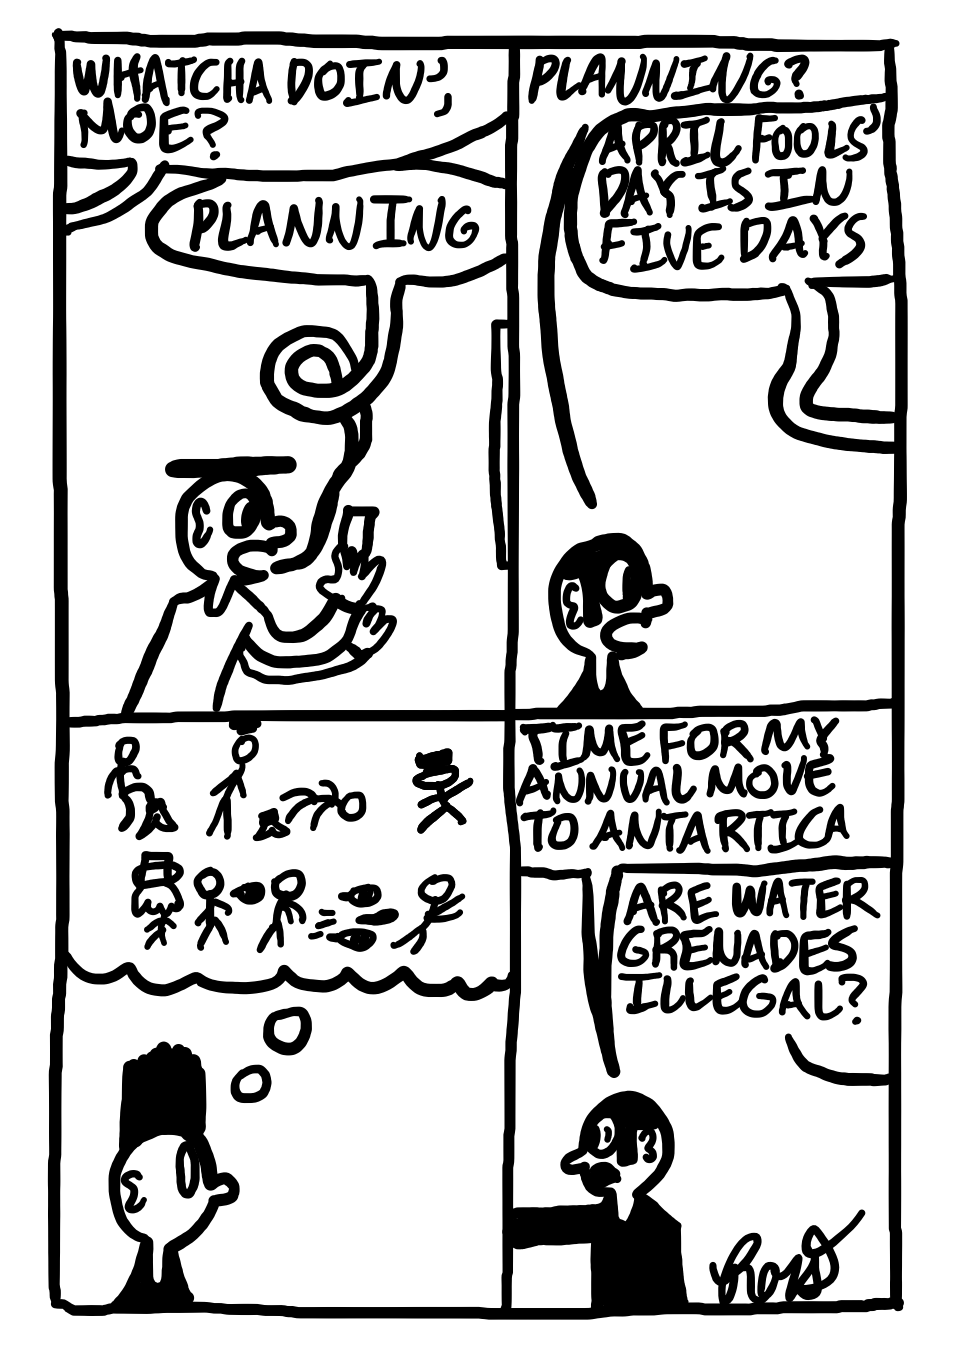 WHATCHA DOIN',
MOE?
PLANNING
PLANNING?
APRIL FOOLS'
DAY IS IN
FIVE DAYS
TIME FOR MY
ANNUAL MOVE
TO ANTARTICA
ARE WATER
GRENADES
ILLEGAL?